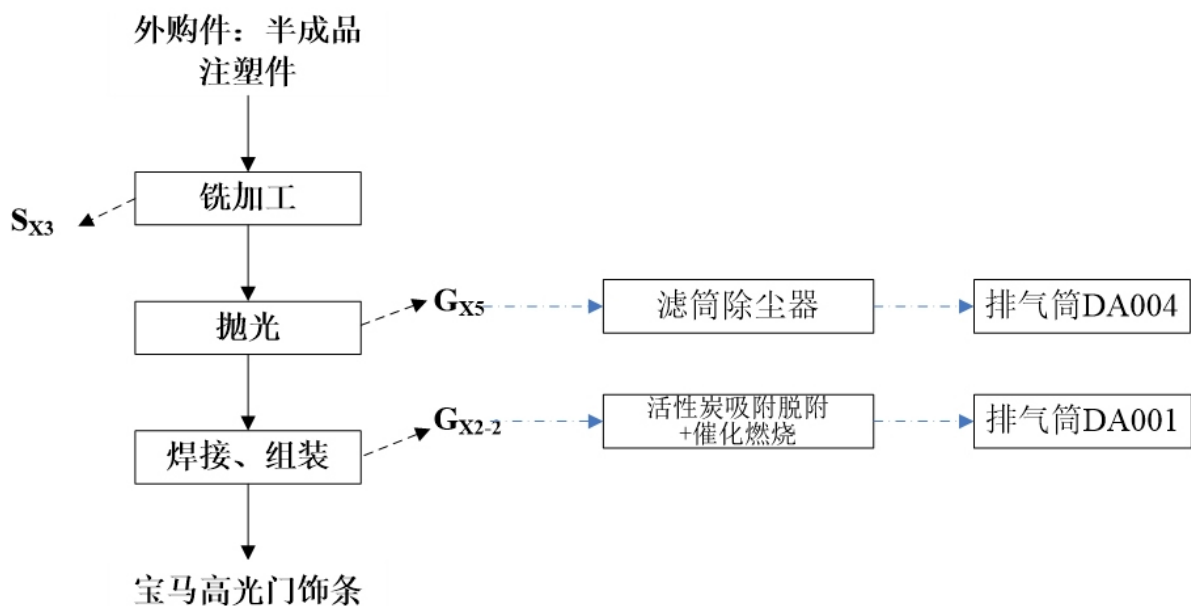 外购件：半成品
注塑件
铣加工
S_X3
抛光
G_X5
滤筒除尘器
排气筒DA004
焊接、组装
G_X2-2
活性炭吸附脱附
+催化燃烧
排气筒DA001
宝马高光门饰条